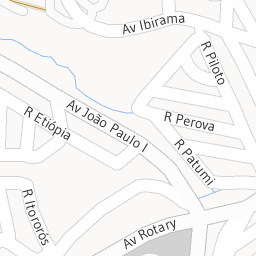 Av Ibirama
R Piloto
R Perova
Av João Paulo I
R Etiópia
R Patumi
R Itororós
Av Rotary